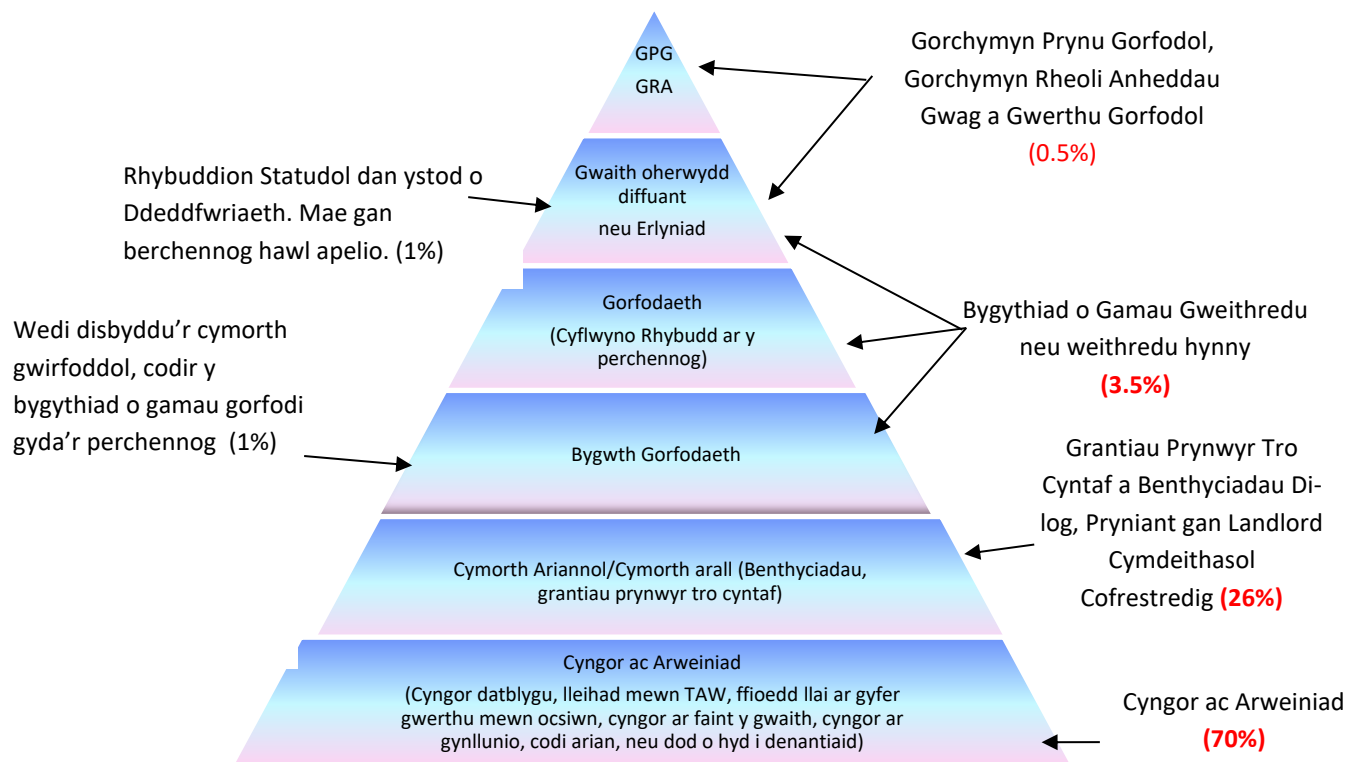 GPG
GRA
Gorchymyn Prynu Gorfodol,
Gorchymyn Rheoli Anheddau
Gwag a Gwerthu Gorfodol
(0.5%)
Rhybuddion Statudol dan ystod o
Ddeddfwriaeth. Mae gan
berchennog hawl apelio. (1%)
Gwaith oherwydd
diffuant
neu Erlyniad
Gorfodaeth
(Cyflwyno Rhybudd ar y
perchennog)
Bygythiad o Gamau Gweithredu
neu weithredu hynny
(3.5%)
Wedi disbyddu’r cymorth
gwirfoddol, codir y
bygythiad o gamau gorfodi
gyda’r perchennog (1%)
Bygwth Gorfodaeth
Grantiau Prynwyr Tro
Cyntaf a Benthyciadau Di-
log, Pryniant gan Landlord
Cymdeithasol
Cofrestredig (26%)
Cymorth Ariannol/Cymorth arall (Benthyciadau,
grantiau prynwyr tro cyntaf)
Cyngor ac Arweiniad
(Cyngor datblygu, lleihad mewn TAW, ffioedd llai ar gyfer
gwerthu mewn ocsiwn, cyngor ar faint y gwaith, cyngor ar
gynllunio, codi arian, neu dod o hyd i denantiaid)
Cyngor ac Arweiniad
(70%)